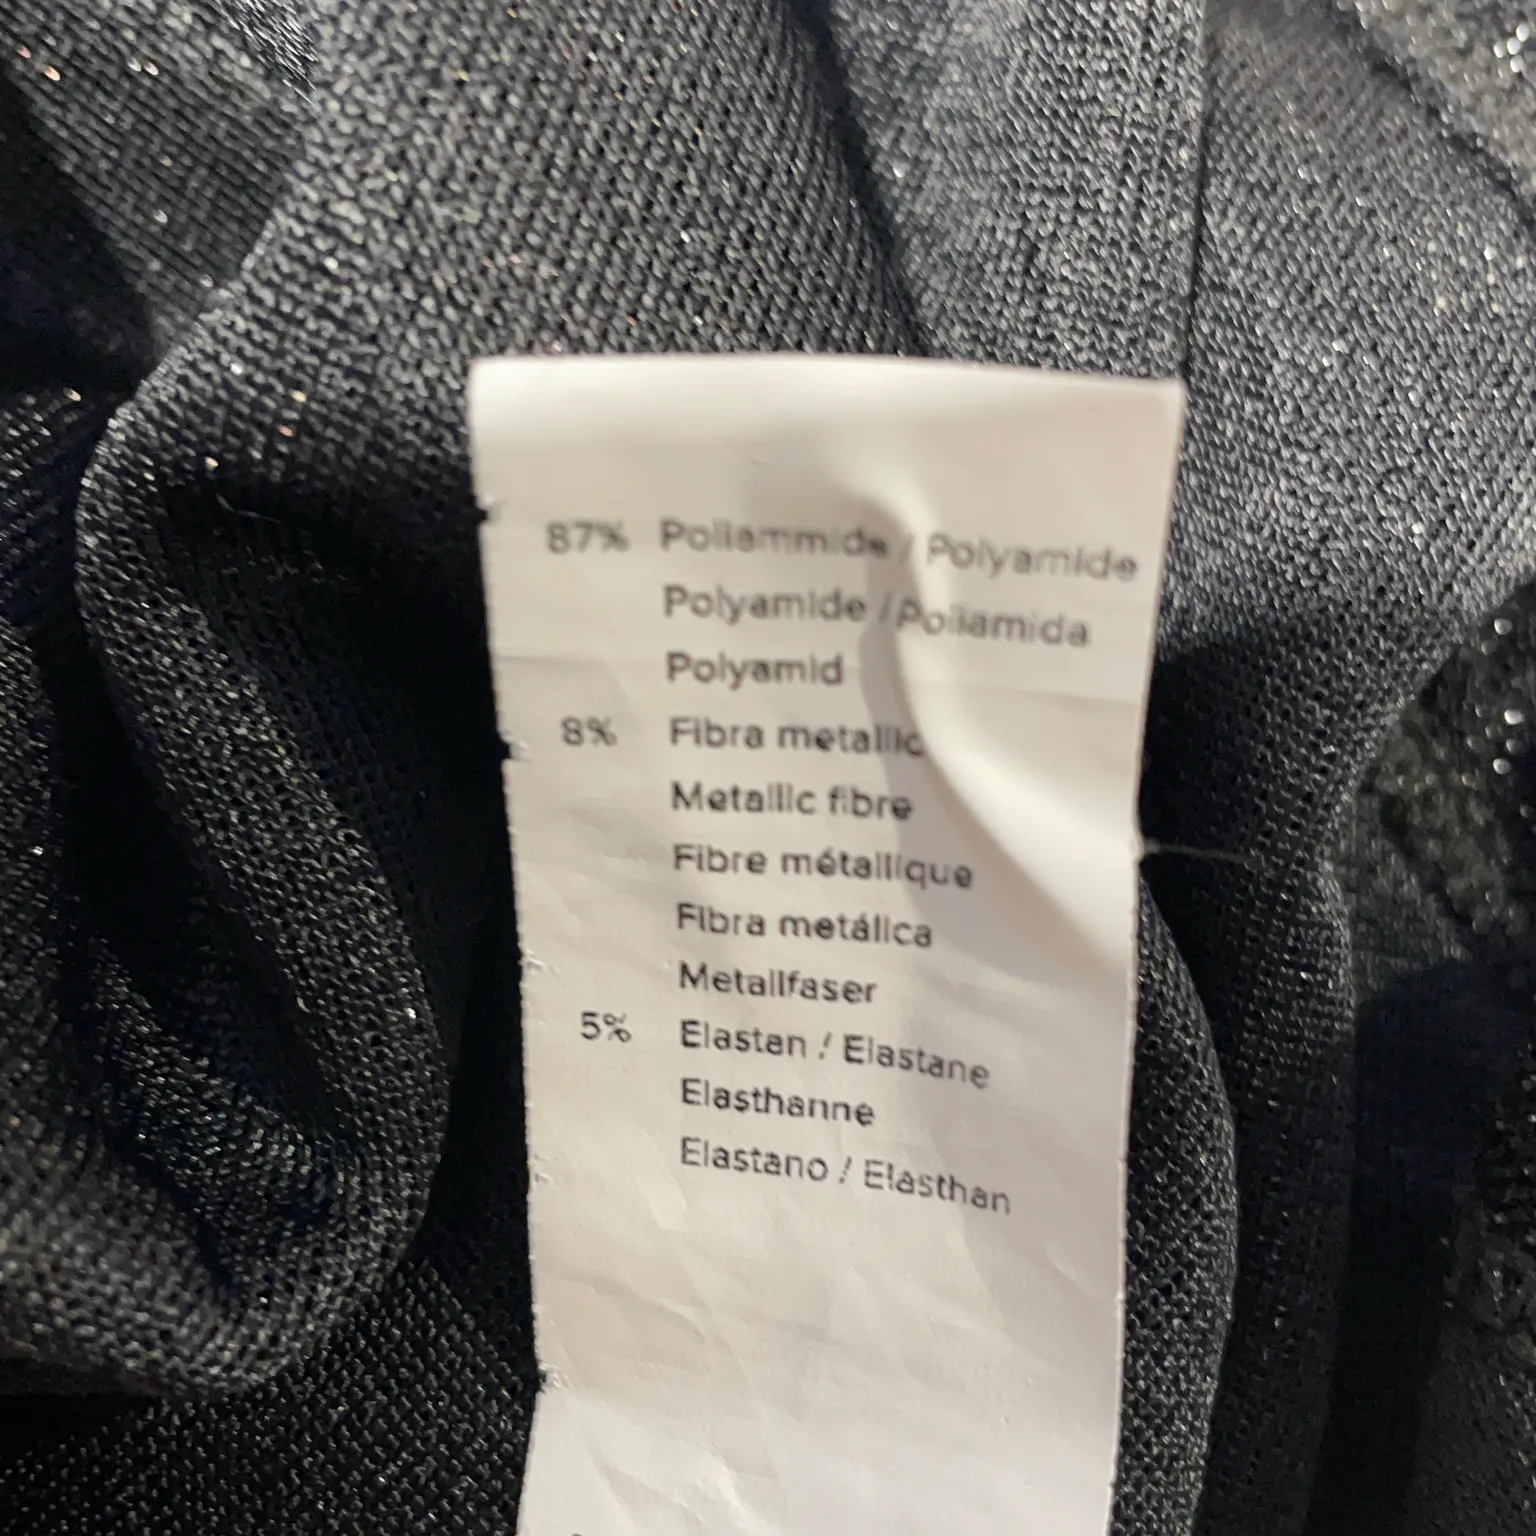 87% Poliammide / Polyamide
Polyamide / Poliamida
Polyamid
8% Fibra metallic
Metallic fibre
Fibre métallique
Fibra metálica
Metallfaser
5% Elastan / Elastane
Elasthanne
Elastano / Elasthan